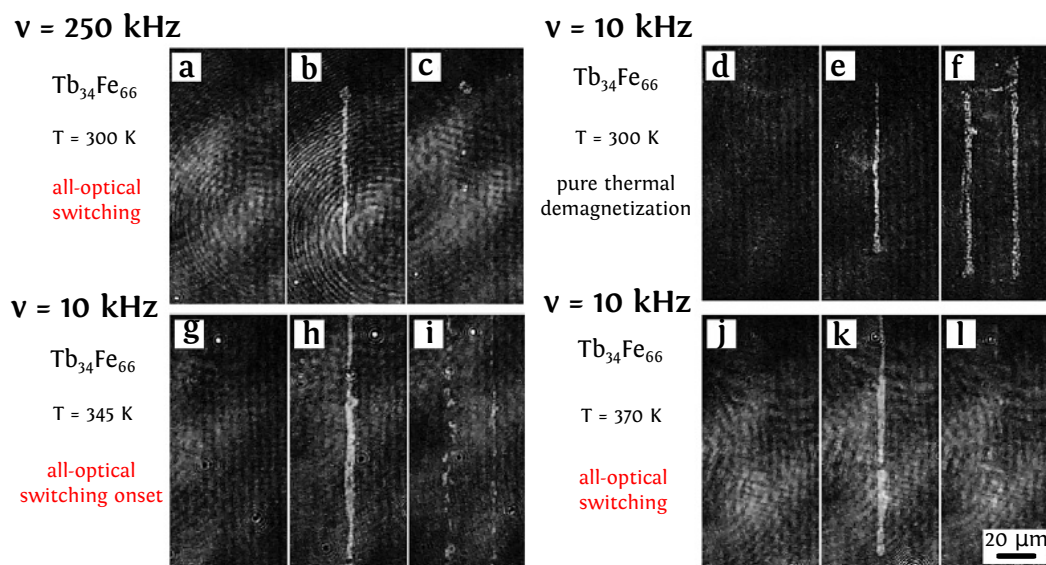 ν = 250 kHz
Tb34Fe66
T = 300 K
all-optical
switching
a
b
c
ν = 10 kHz
Tb34Fe66
T = 300 K
pure thermal
demagnetization
d
e
f
ν = 10 kHz
Tb34Fe66
T = 345 K
all-optical
switching onset
g
h
i
ν = 10 kHz
Tb34Fe66
T = 370 K
all-optical
switching
j
k
l
20 μm